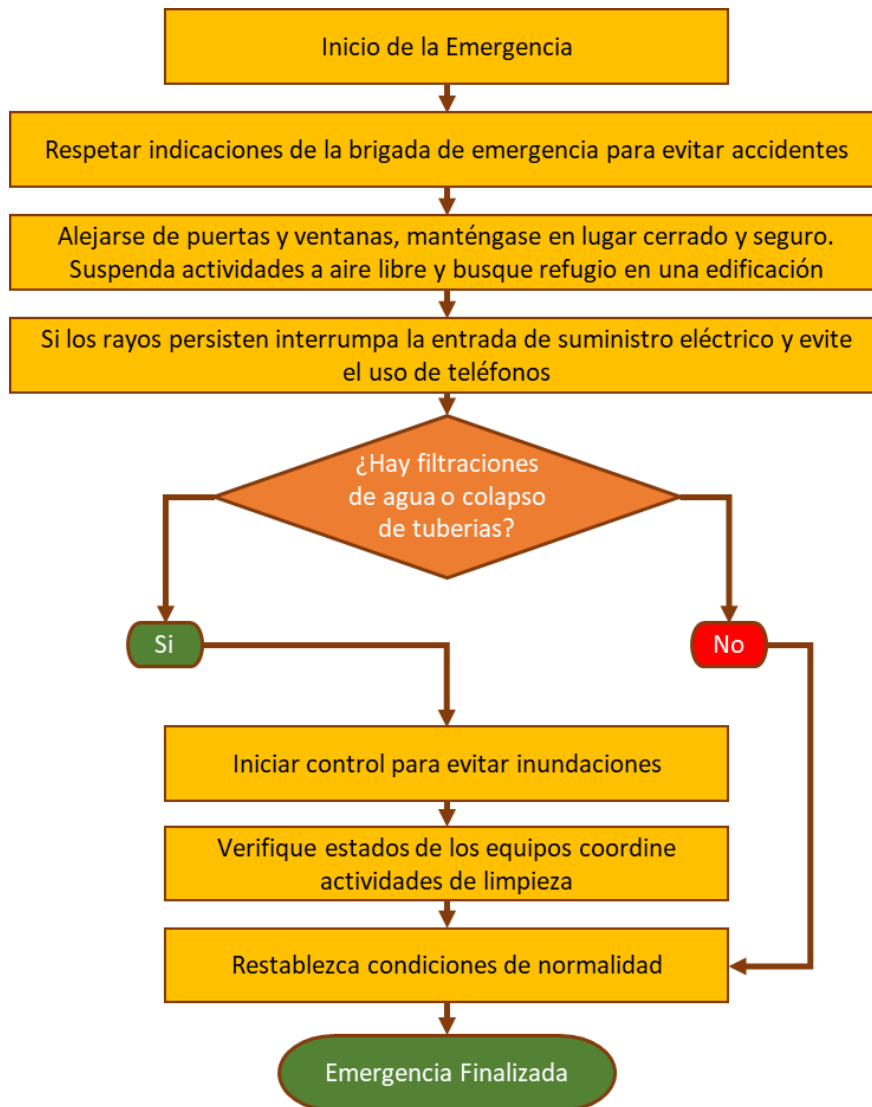 Inicio de la Emergencia
Respetar indicaciones de la brigada de emergencia para evitar accidentes
Alejarse de puertas y ventanas, manténgase en lugar cerrado y seguro.
Suspenda actividades a aire libre y busque refugio en una edificación
Si los rayos persisten interrumpa la entrada de suministro eléctrico y evite
el uso de teléfonos
¿Hay filtraciones
de agua o colapso
de tuberias?
Si
No
Iniciar control para evitar inundaciones
Verifique estados de los equipos coordine
actividades de limpieza
Restablezca condiciones de normalidad
Emergencia Finalizada